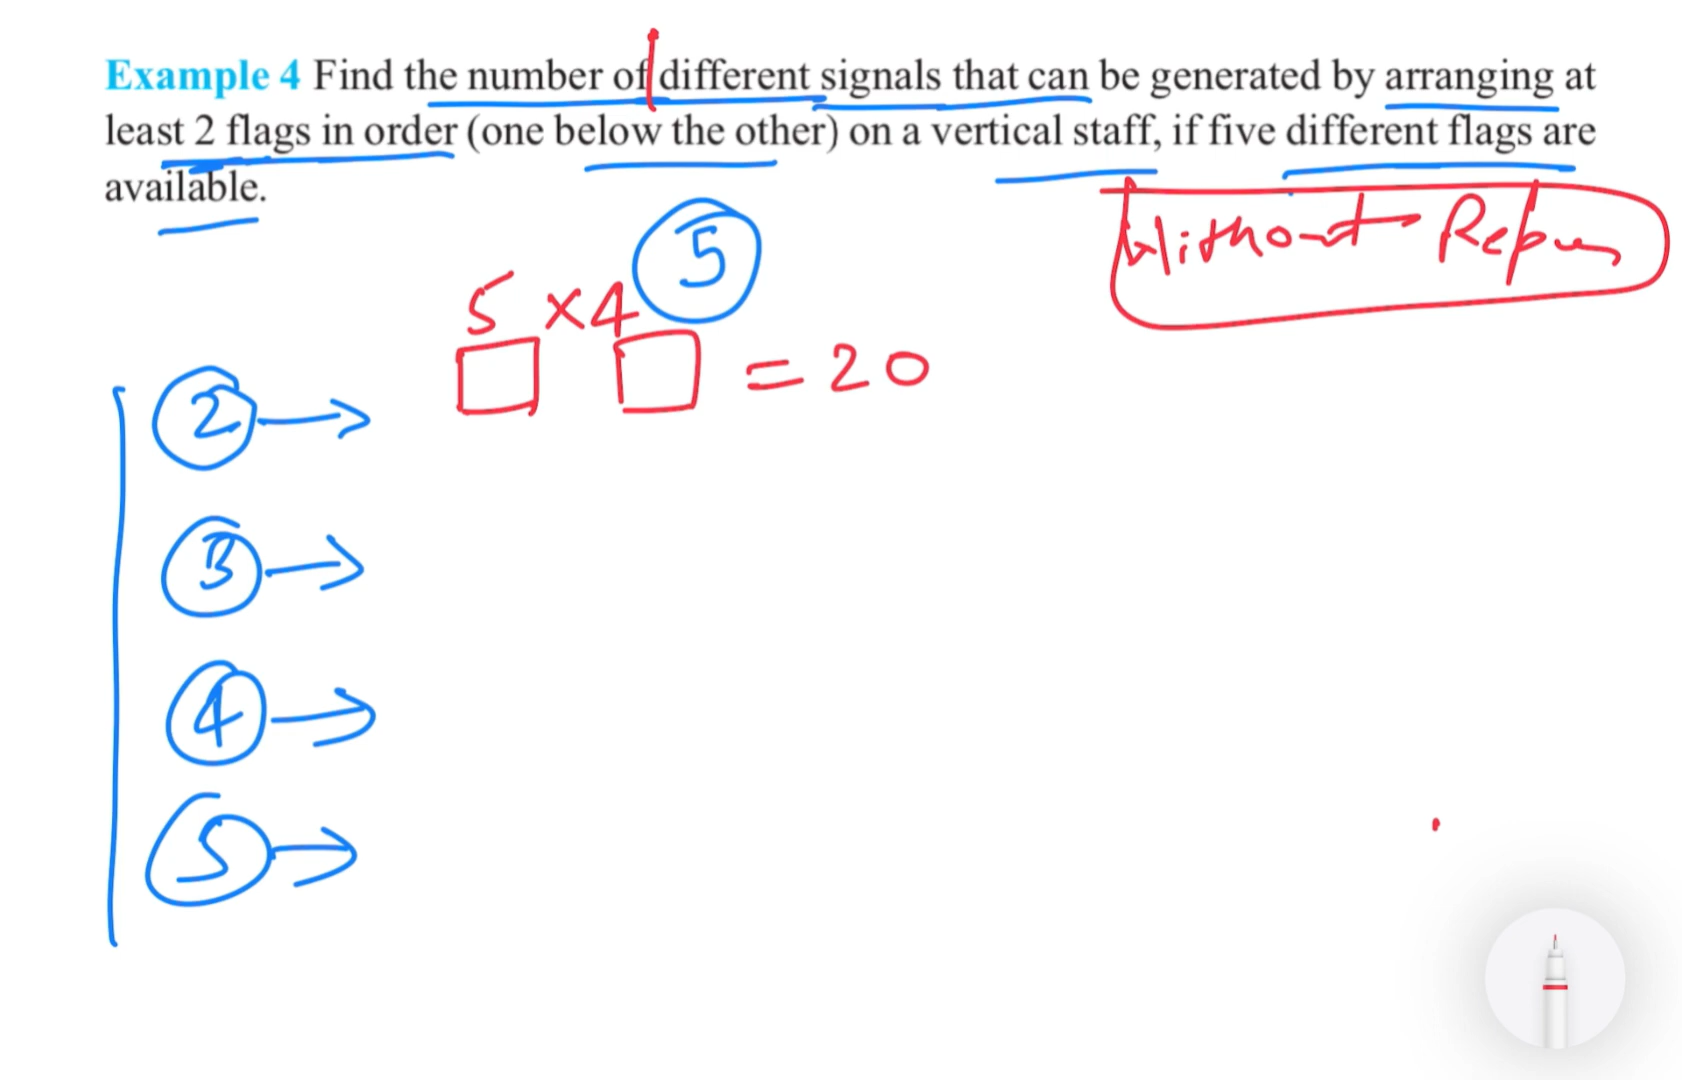 Example 4 Find the number of different signals that can be generated by arranging at
least 2 flags in order (one below the other) on a vertical staff, if five different flags are
available.
Without
5
5 × 4
= 20
2
3
4
5